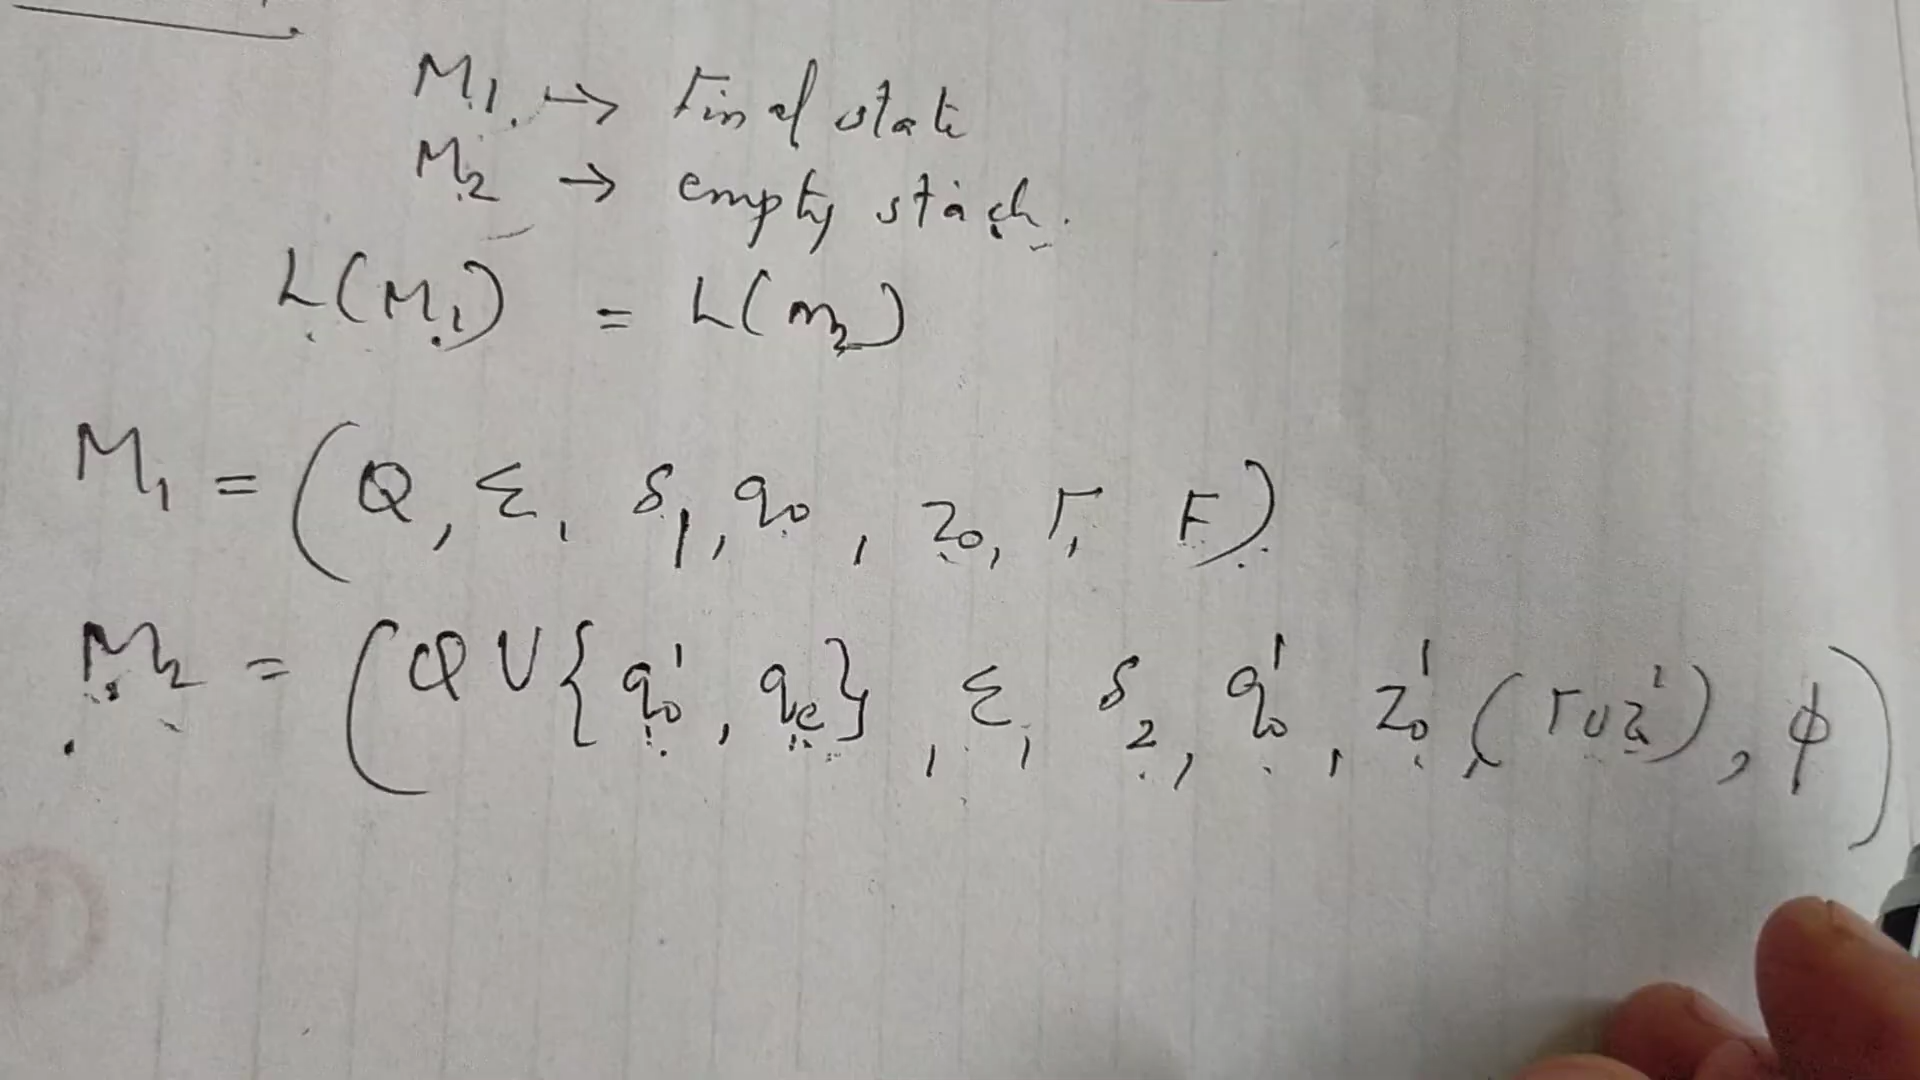 M₁ → Final state
M₂ → empty stack.
L(M₁) = L(m₂)
M₁ = (Q, Σ, δ₁, q₀, z₀, Γ, F)
M₂ = (Q ∪ {q₀', qₑ}, Σ, δ₂, q₀', z₀', (Γ ∪ z₀'), φ)